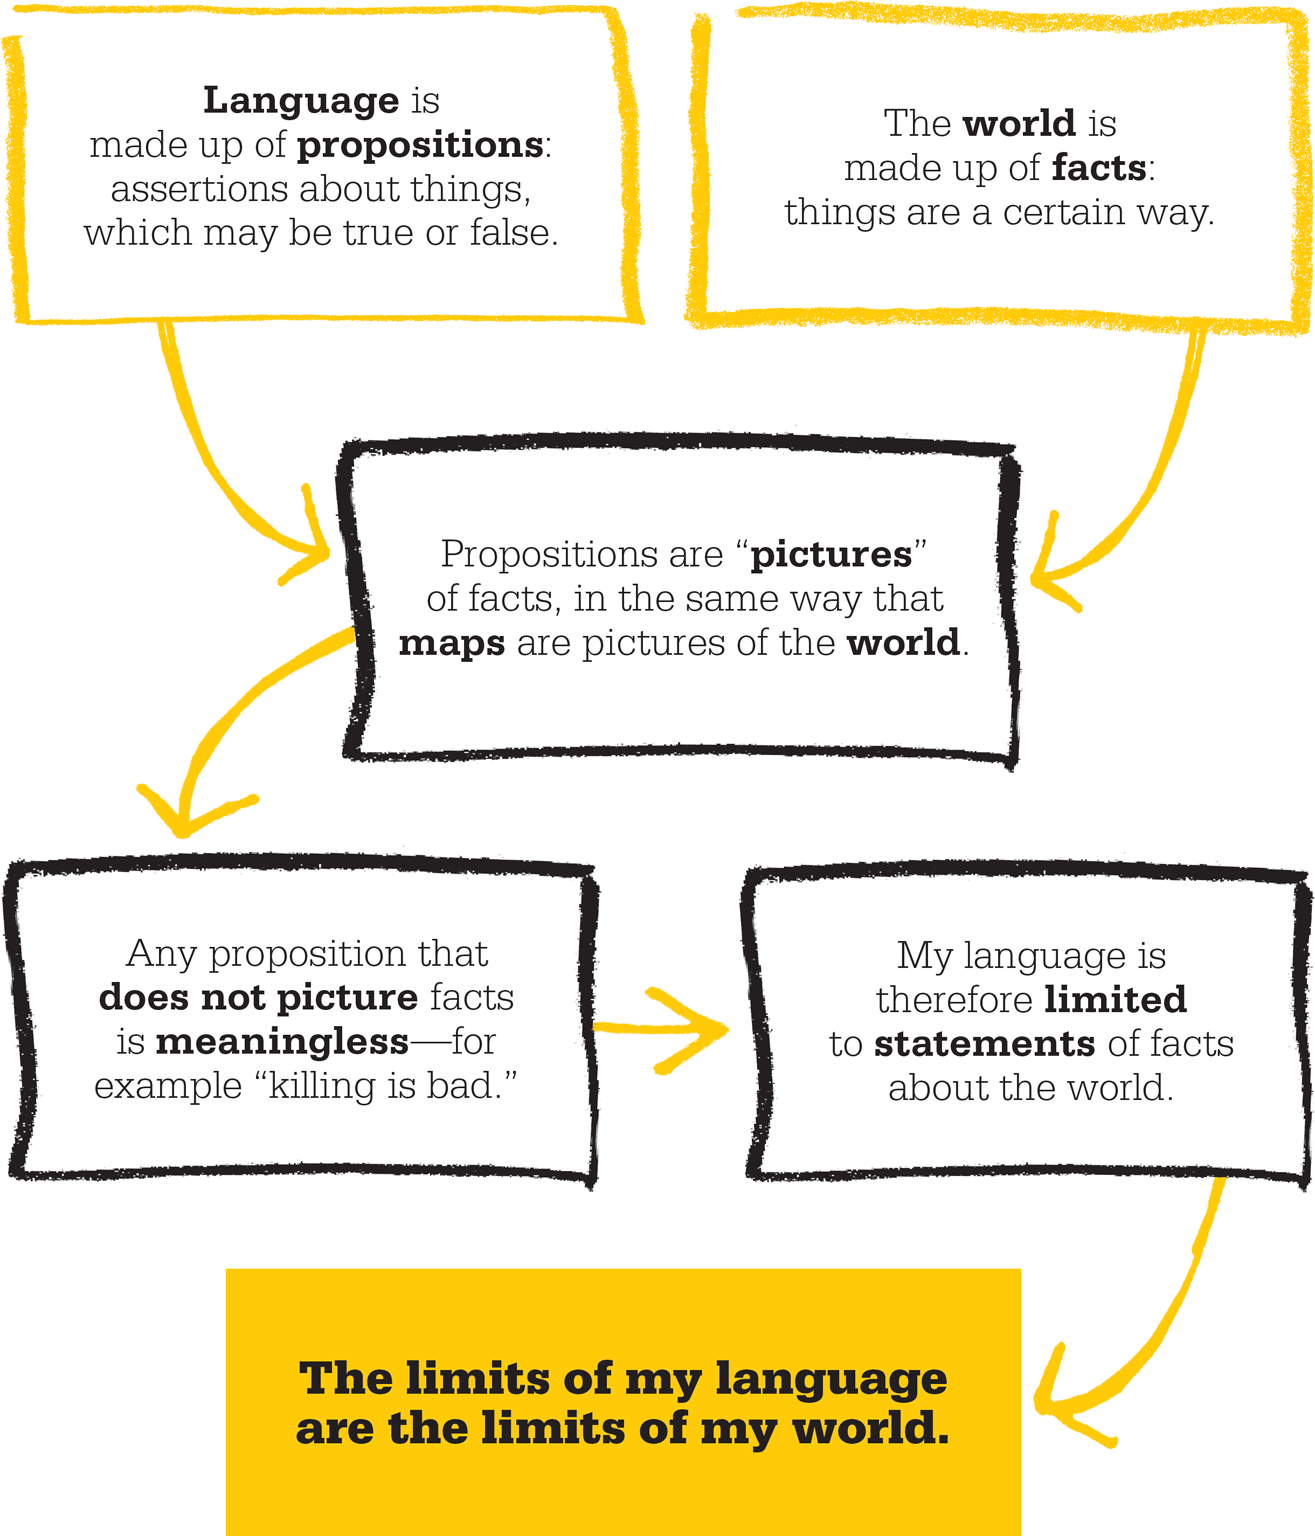 Language is
made up of propositions:
assertions about things,
which may be true or false.
The world is
made up of facts:
things are a certain way.
Propositions are “pictures”
of facts, in the same way that
maps are pictures of the world.
Any proposition that
does not picture facts
is meaningless—for
example “killing is bad.”
My language is
therefore limited
to statements of facts
about the world.
The limits of my language
are the limits of my world.